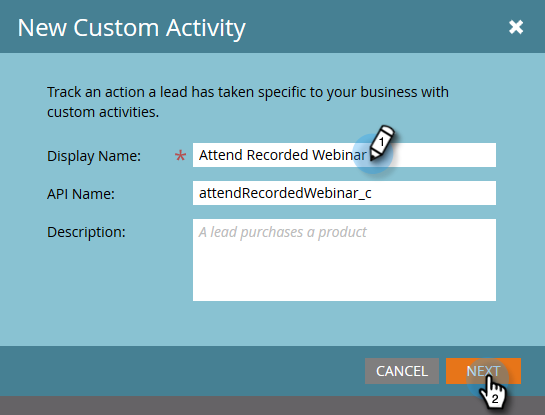 New Custom Activity
Track an action a lead has taken specific to your business with
custom activities.
Display Name: * Attend Recorded Webinar 1
API Name: attendRecordedWebinar_c
Description: A lead purchases a product
CANCEL NEXT
2